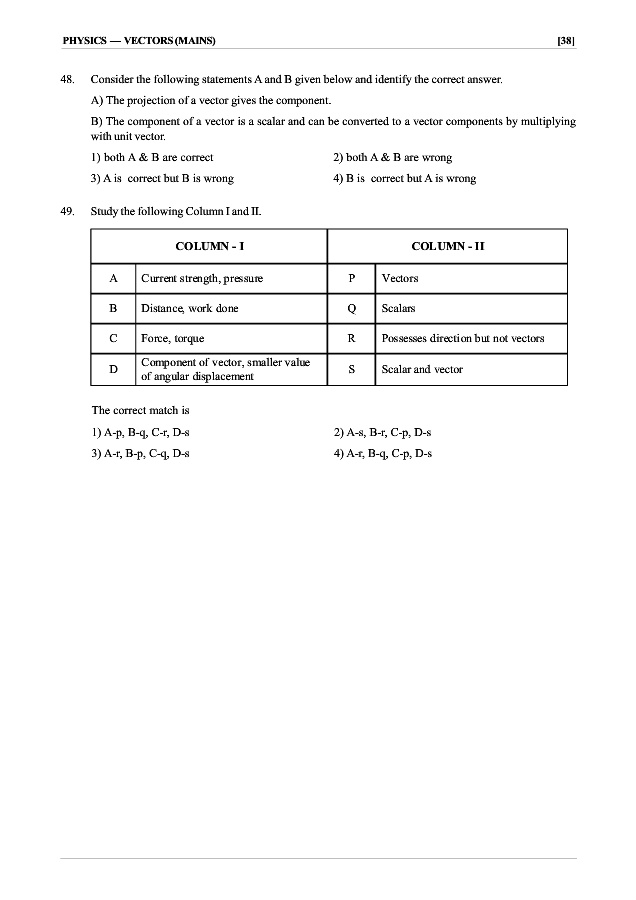 PHYSICS — VECTORS (MAINS) [38]
48. Consider the following statements A and B given below and identify the correct answer.
A) The projection of a vector gives the component.
B) The component of a vector is a scalar and can be converted to a vector components by multiplying
with unit vector.
1) both A & B are correct 2) both A & B are wrong
3) A is correct but B is wrong 4) B is correct but A is wrong
49. Study the following Column I and II.
COLUMN - I COLUMN - II
A Current strength, pressure P Vectors
B Distance, work done Q Scalars
C Force, torque R Possesses direction but not vectors
D Component of vector, smaller value
of angular displacement S Scalar and vector
The correct match is
1) A-p, B-q, C-r, D-s 2) A-s, B-r, C-p, D-s
3) A-r, B-p, C-q, D-s 4) A-r, B-q, C-p, D-s